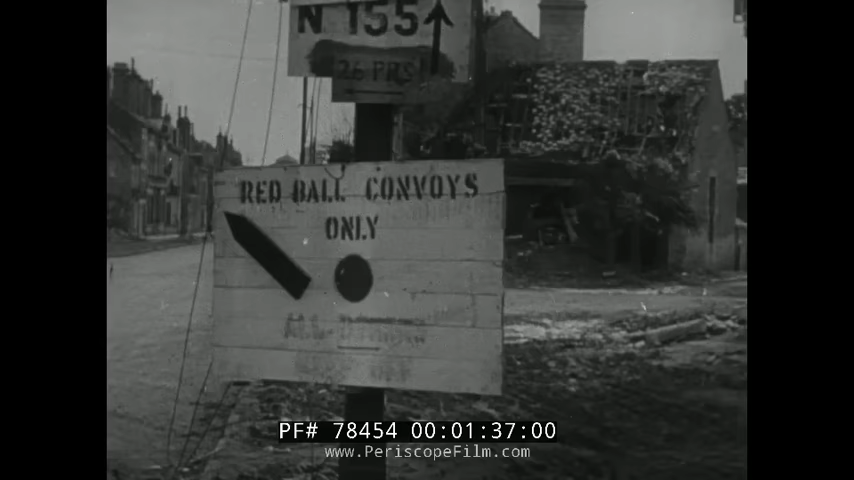 N 155
26 PRS
RED BALL CONVOYS
ONLY
PF# 78454 00:01:37:00
www.PeriscopeFilm.com